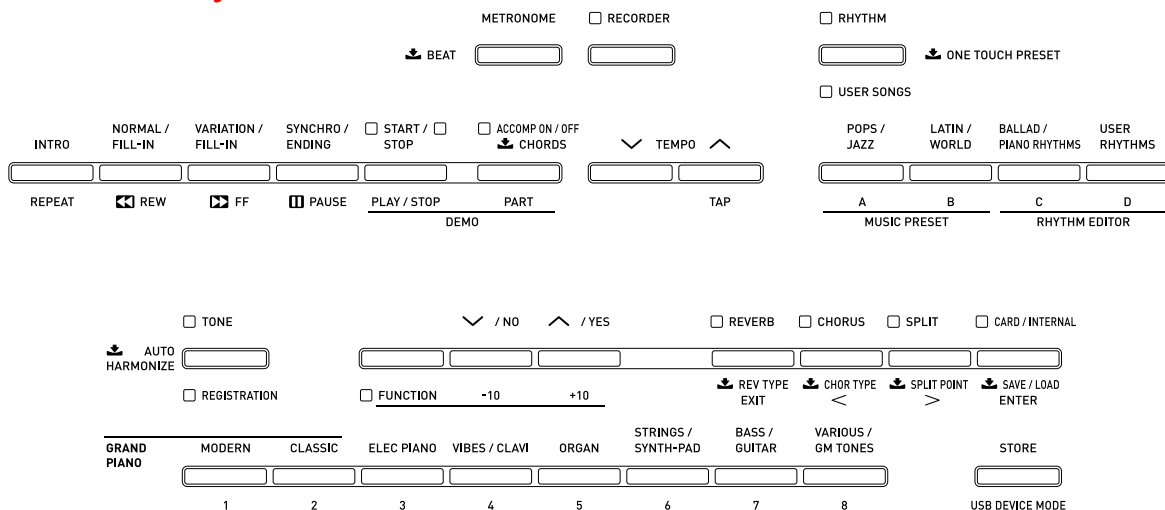 METRONOME
RECORDER
RHYTHM
BEAT
ONE TOUCH PRESET
USER SONGS
INTRO
NORMAL /
FILL-IN
VARIATION /
FILL-IN
SYNCHRO /
ENDING
START /
STOP
ACCOMP ON / OFF
CHORDS
TEMPO
POPS /
JAZZ
LATIN /
WORLD
BALLAD /
PIANO RHYTHMS
USER
RHYTHMS
REPEAT
REW
FF
PAUSE
PLAY / STOP
PART
TAP
A
B
C
D
DEMO
MUSIC PRESET
RHYTHM EDITOR
TONE
/ NO
/ YES
REVERB
CHORUS
SPLIT
CARD / INTERNAL
AUTO
HARMONIZE
REGISTRATION
FUNCTION
-10
+10
REV TYPE
EXIT
CHOR TYPE
<
SPLIT POINT
>
SAVE / LOAD
ENTER
GRAND
PIANO
MODERN
CLASSIC
ELEC PIANO
VIBES / CLAVI
ORGAN
STRINGS /
SYNTH-PAD
BASS /
GUITAR
VARIOUS /
GM TONES
STORE
1
2
3
4
5
6
7
8
USB DEVICE MODE